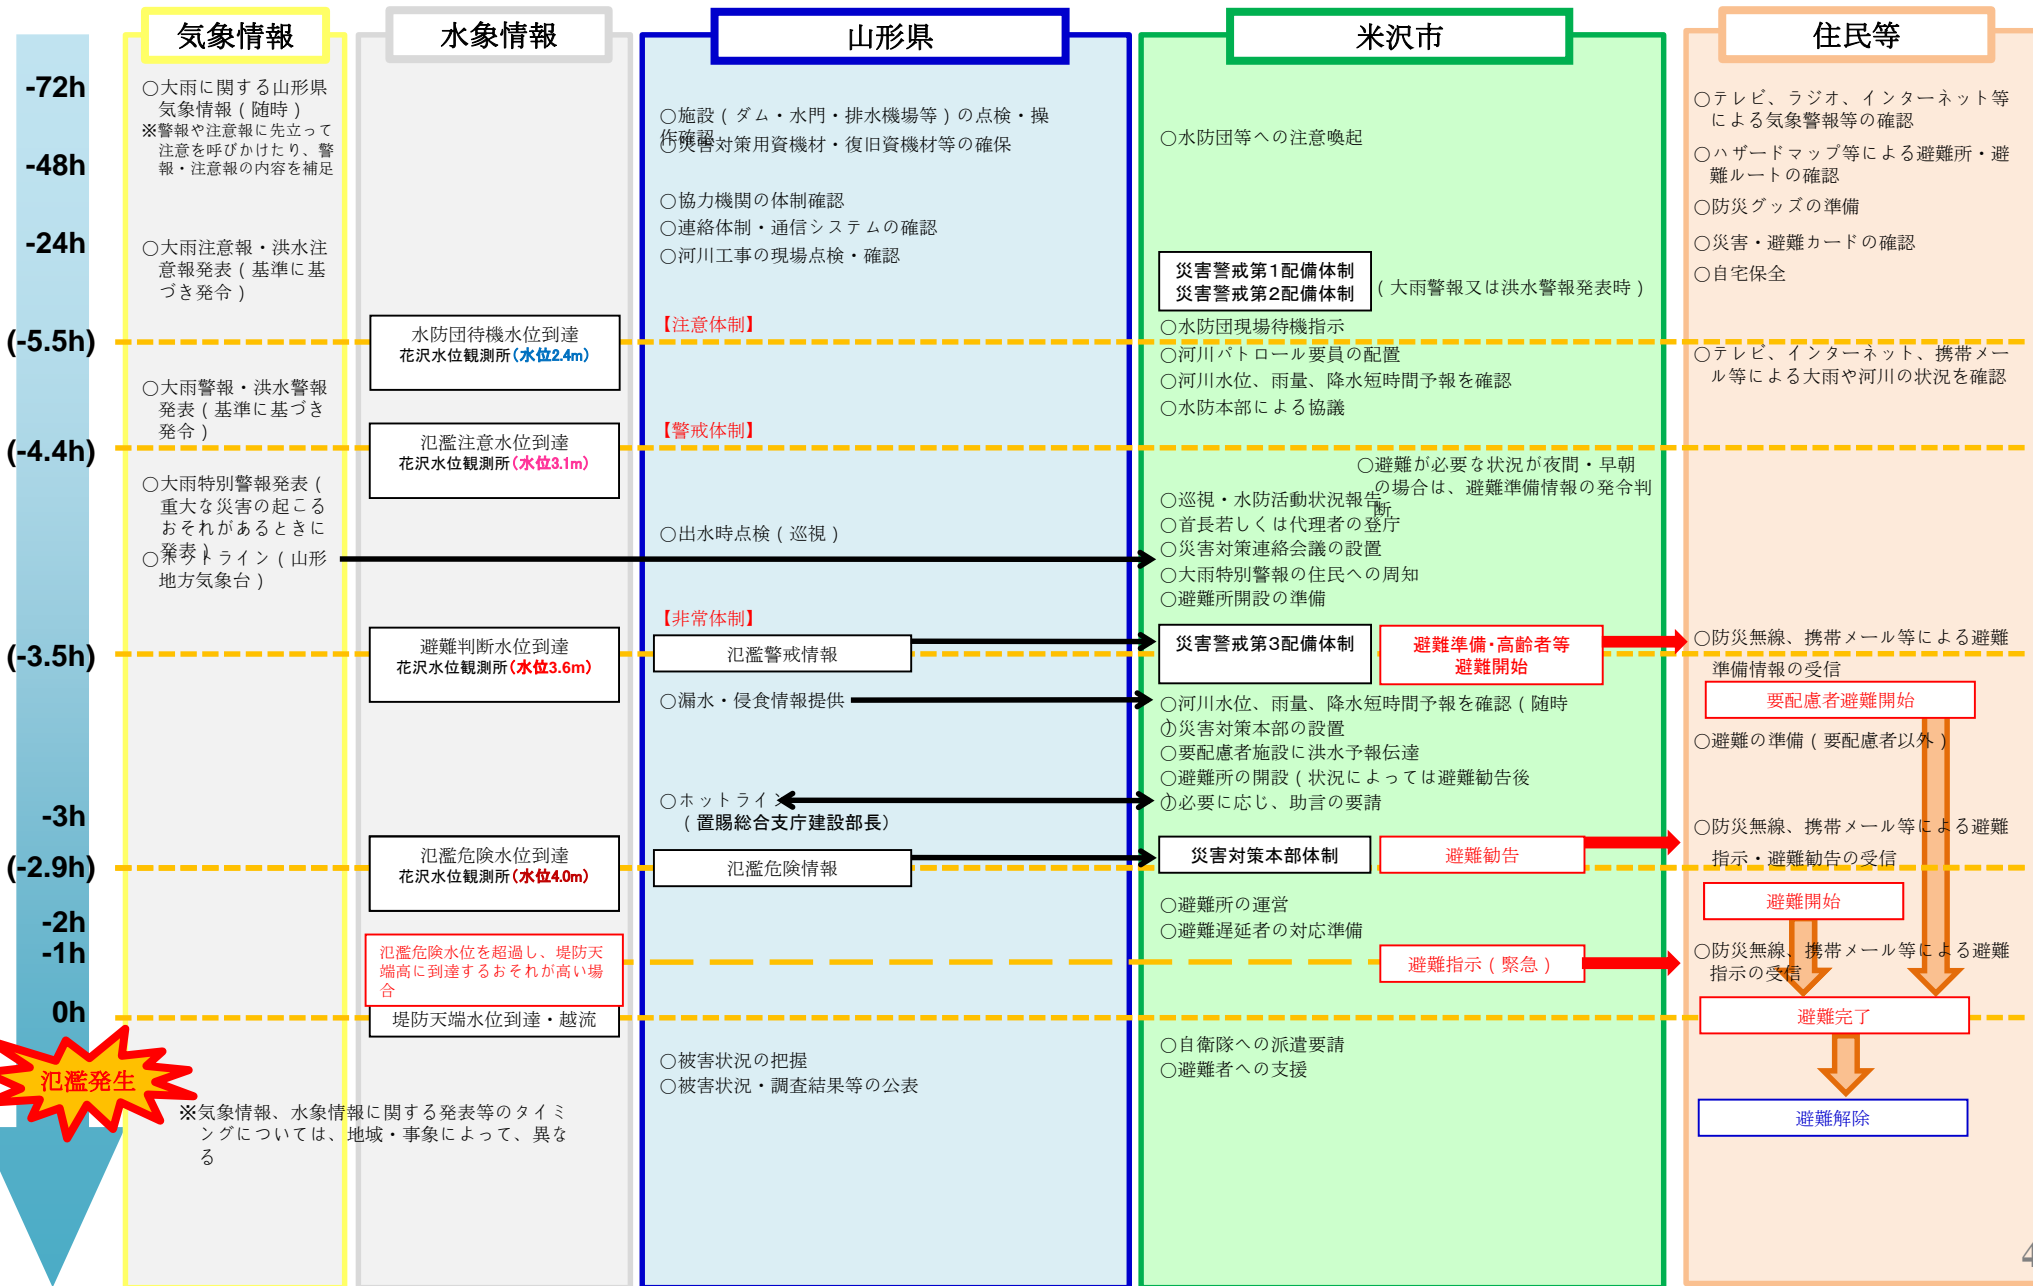 気象情報
水象情報
山形県
米沢市
住民等
-72h
-48h
-24h
(-5.5h)
(-4.4h)
(-3.5h)
-3h
(-2.9h)
-2h
-1h
0h
氾濫発生
○大雨に関する山形県
気象情報（随時）
※警報や注意報に先立って
注意を呼びかけたり、警
報・注意報の内容を補足
○大雨注意報・洪水注
意報発表（基準に基
づき発令）
○大雨警報・洪水警報
発表（基準に基づき
発令）
○大雨特別警報発表（
重大な災害の起こる
おそれがあるときに
発表）
○ホットライン（山形
地方気象台）
※気象情報、水象情報に関する発表等のタイミ
ングについては、地域・事象によって、異な
る
水防団待機水位到達
花沢水位観測所(水位2.4m)
氾濫注意水位到達
花沢水位観測所(水位3.1m)
避難判断水位到達
花沢水位観測所(水位3.6m)
氾濫危険水位到達
花沢水位観測所(水位4.0m)
氾濫危険水位を超過し、堤防天
端高に到達するおそれが高い場
合
堤防天端水位到達・越流
○施設（ダム・水門・排水機場等）の点検・操
作確認
○災害対策用資機材・復旧資機材等の確保
○協力機関の体制確認
○連絡体制・通信システムの確認
○河川工事の現場点検・確認
【注意体制】
【警戒体制】
○出水時点検（巡視）
【非常体制】
氾濫警戒情報
○漏水・侵食情報提供
○ホットライン
（置賜総合支庁建設部長）
氾濫危険情報
○被害状況の把握
○被害状況・調査結果等の公表
○水防団等への注意喚起
災害警戒第1配備体制
災害警戒第2配備体制
（大雨警報又は洪水警報発表時）
○水防団現場待機指示
○河川パトロール要員の配置
○河川水位、雨量、降水短時間予報を確認
○水防本部による協議
○避難が必要な状況が夜間・早朝
の場合は、避難準備情報の発令判
断
○巡視・水防活動状況報告
○首長若しくは代理者の登庁
○災害対策連絡会議の設置
○大雨特別警報の住民への周知
○避難所開設の準備
災害警戒第3配備体制
避難準備・高齢者等
避難開始
○河川水位、雨量、降水短時間予報を確認（随時
）
○災害対策本部の設置
○要配慮者施設に洪水予報伝達
○避難所の開設（状況によっては避難勧告後
）
○必要に応じ、助言の要請
災害対策本部体制
避難勧告
○避難所の運営
○避難遅延者の対応準備
避難指示（緊急）
○自衛隊への派遣要請
○避難者への支援
○テレビ、ラジオ、インターネット等
による気象警報等の確認
○ハザードマップ等による避難所・避
難ルートの確認
○防災グッズの準備
○災害・避難カードの確認
○自宅保全
○テレビ、インターネット、携帯メー
ル等による大雨や河川の状況を確認
○防災無線、携帯メール等による避難
準備情報の受信
要配慮者避難開始
○避難の準備（要配慮者以外）
○防災無線、携帯メール等による避難
指示・避難勧告の受信
避難開始
○防災無線、携帯メール等による避難
指示の受信
避難完了
避難解除
4